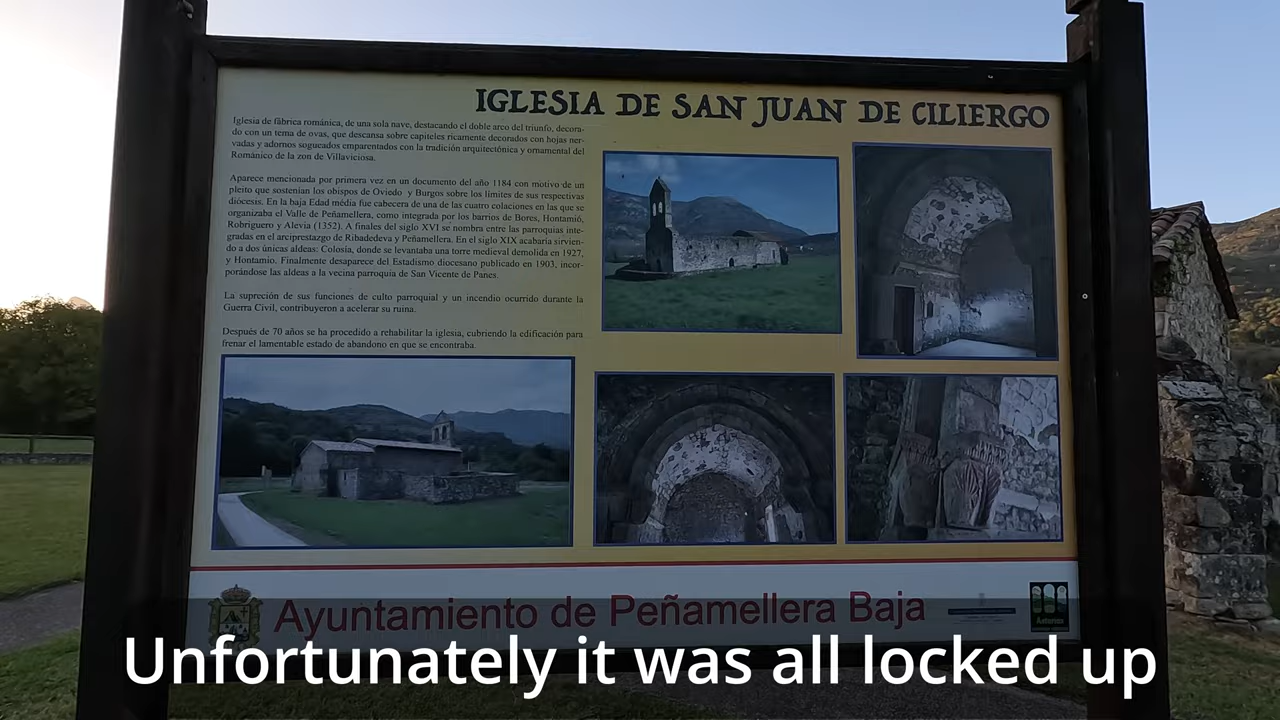 IGLESIA DE SAN JUAN DE CILIERGO
Iglesia de fábrica románica, de una sola nave, destacando el doble arco del triunfo, decora-
do con un tema de ovas, que descansa sobre capiteles ricamente decorados con hojas ner-
vadas y adornos sogueados emparentados con la tradición arquitectónica y ornamental del
Románico de la zon de Villaviciosa.
Aparece mencionada por primera vez en un documento del año 1184 con motivo de un
pleito que sostenían los obispos de Oviedo y Burgos sobre los límites de sus respectivas
diócesis. En la baja Edad média fue cabecera de una de las cuatro colaciones en las que se
organizaba el Valle de Peñamellera, como integrada por los barrios de Bores, Hontamió,
Robriguero y Alevia (1352). A finales del siglo XVI se nombra entre las parroquias inte-
gradas en el arciprestazgo de Ribadedeva y Peñamellera. En el siglo XIX acabaría sirvien-
do a dos únicas aldeas: Colosía, donde se levantaba una torre medieval demolida en 1927,
y Hontamio. Finalmente desaparece del Estadismo diocesano publicado en 1903, incor-
porándose las aldeas a la vecina parroquia de San Vicente de Panes.
La supreción de sus funciones de culto parroquial y un incendio ocurrido durante la
Guerra Civil, contribuyeron a acelerar su ruina.
Después de 70 años se ha procedido a rehabilitar la iglesia, cubriendo la edificación para
frenar el lamentable estado de abandono en que se encontraba.
Ayuntamiento de Peñamellera Baja
Asturias
Unfortunately it was all locked up